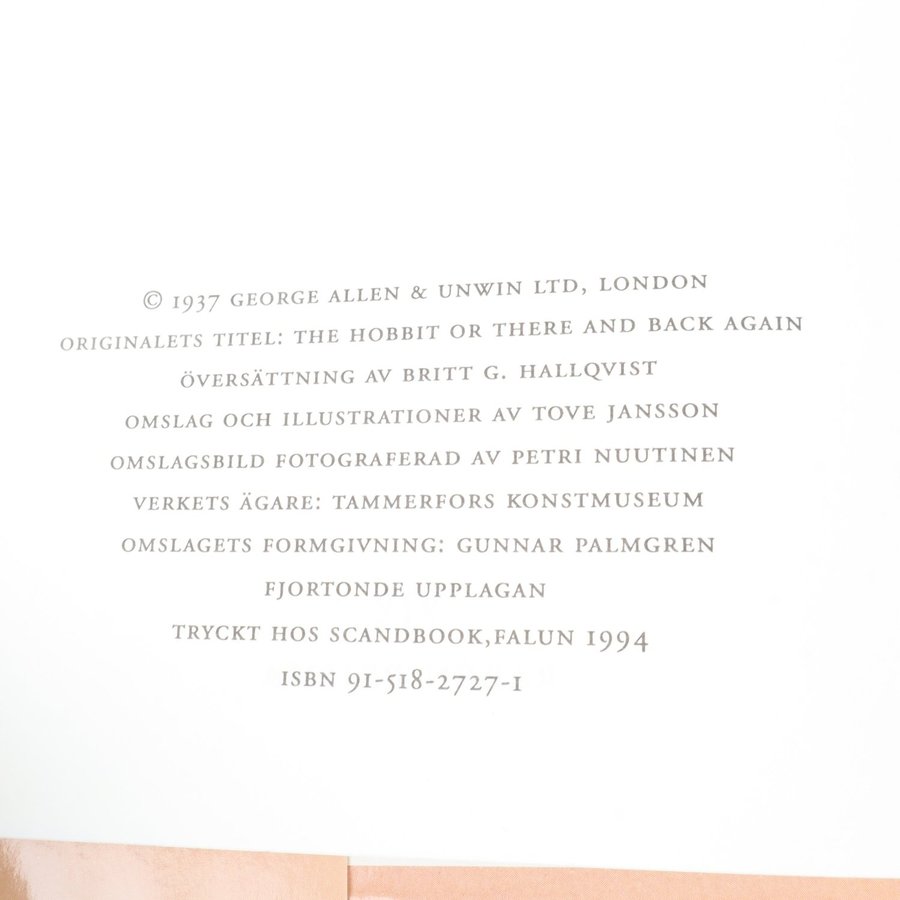 © 1937 GEORGE ALLEN & UNWIN LTD, LONDON
ORIGINALETS TITEL: THE HOBBIT OR THERE AND BACK AGAIN
ÖVERSÄTTNING AV BRITT G. HALLQVIST
OMSLAG OCH ILLUSTRATIONER AV TOVE JANSSON
OMSLAGSBILD FOTOGRAFERAD AV PETRI NUUTINEN
VERKETS ÄGARE: TAMMERFORS KONSTMUSEUM
OMSLAGETS FORMGIVNING: GUNNAR PALMGREN
FJORTONDE UPPLAGAN
TRYCKT HOS SCANDBOOK,FALUN 1994
ISBN 91-518-2727-1